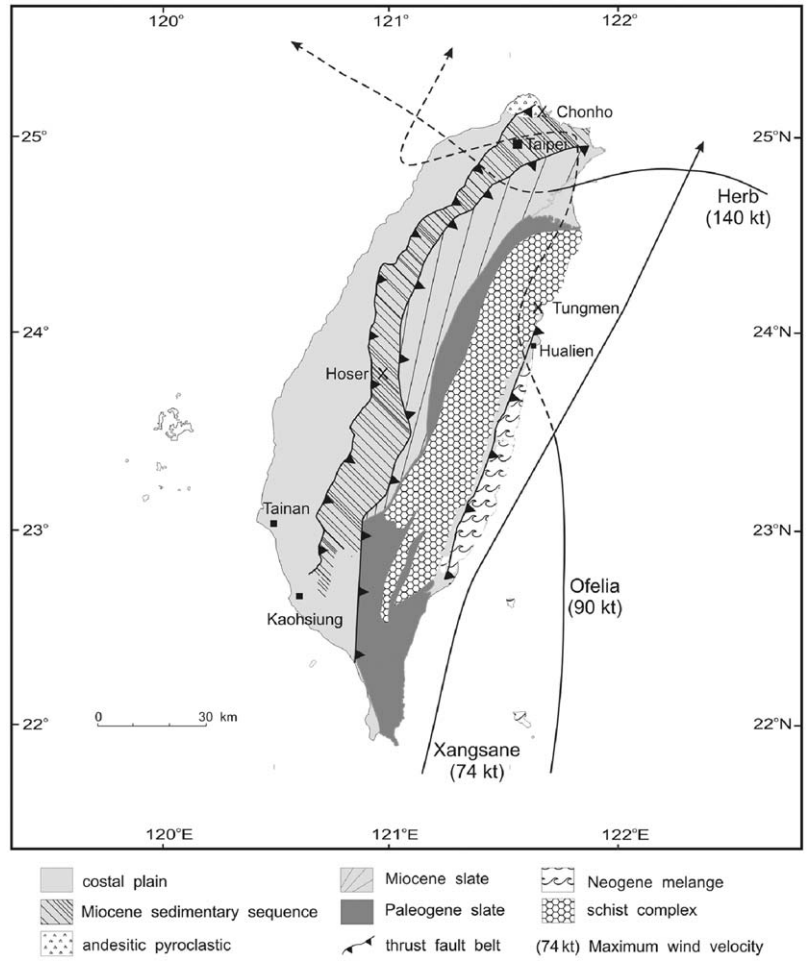 120° 121° 122°
Chonho
25° 25°N
Taipei
Herb
(140 kt)
Tungmen
24° 24°N
Hualien
Hoser
Tainan
23° 23°N
Ofelia
(90 kt)
Kaohsiung
0 30 km
22° 22°N
Xangsane
(74 kt)
120°E 121°E 122°E
costal plain Miocene slate Neogene melange
Miocene sedimentary sequence Paleogene slate schist complex
andesitic pyroclastic thrust fault belt (74 kt) Maximum wind velocity